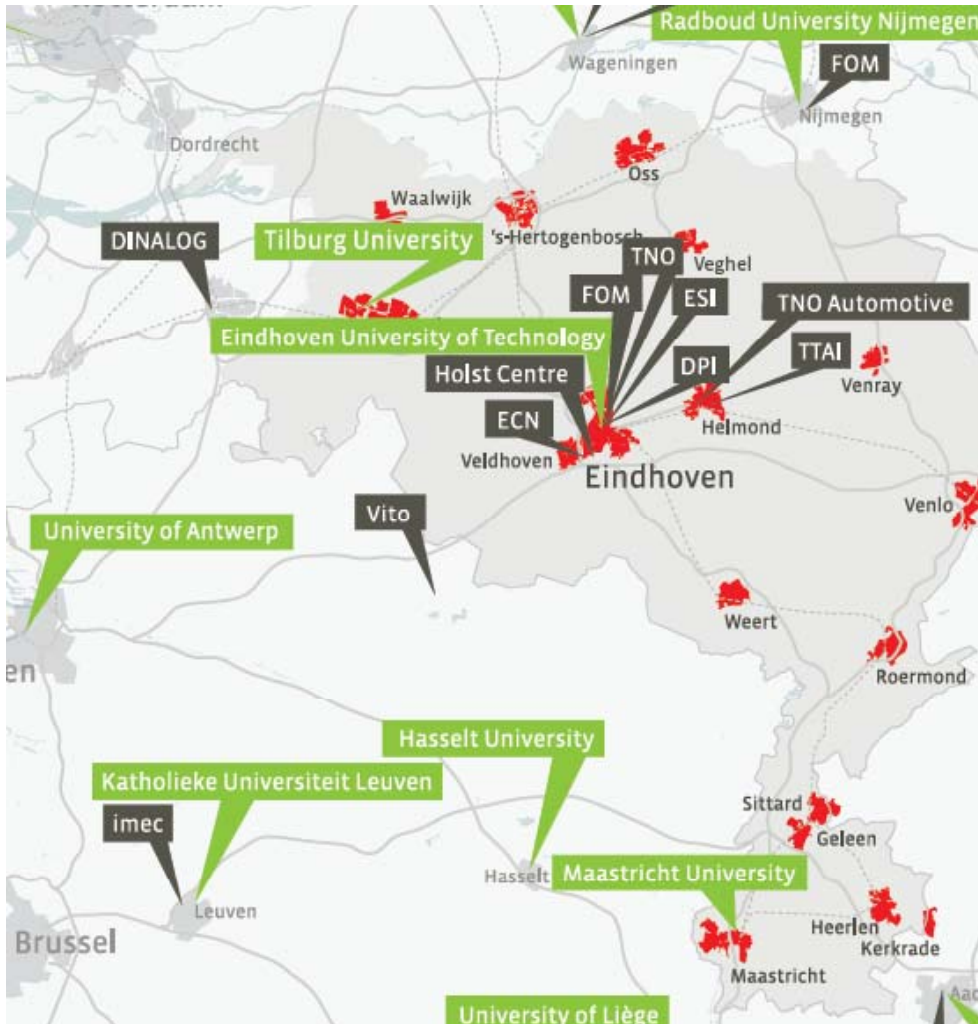 Radboud University Nijmegen
Wageningen
FOM
Nijmegen
Dordrecht
Oss
Waalwijk
's-Hertogenbosch
DINALOG
Tilburg University
TNO
Veghel
FOM
ESI
TNO Automotive
Eindhoven University of Technology
Holst Centre
DPI
TTAI
Venray
ECN
Helmond
Veldhoven
Eindhoven
Venlo
Vito
University of Antwerp
Weert
en
Roermond
Hasselt University
Katholieke Universiteit Leuven
Sittard
imec
Geleen
Hasselt
Maastricht University
Leuven
Heerlen
Brussel
Kerkrade
Maastricht
Aac
University of Liège